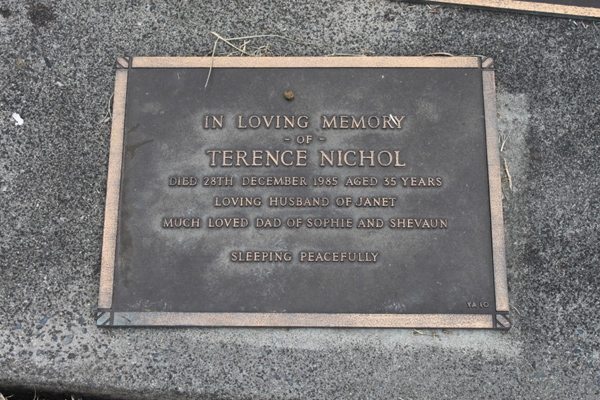 IN LOVING MEMORY
- OF -
TERENCE NICHOL
DIED 28TH DECEMBER 1985 AGED 35 YEARS
LOVING HUSBAND OF JANET
MUCH LOVED DAD OF SOPHIE AND SHEVAUN
SLEEPING PEACEFULLY